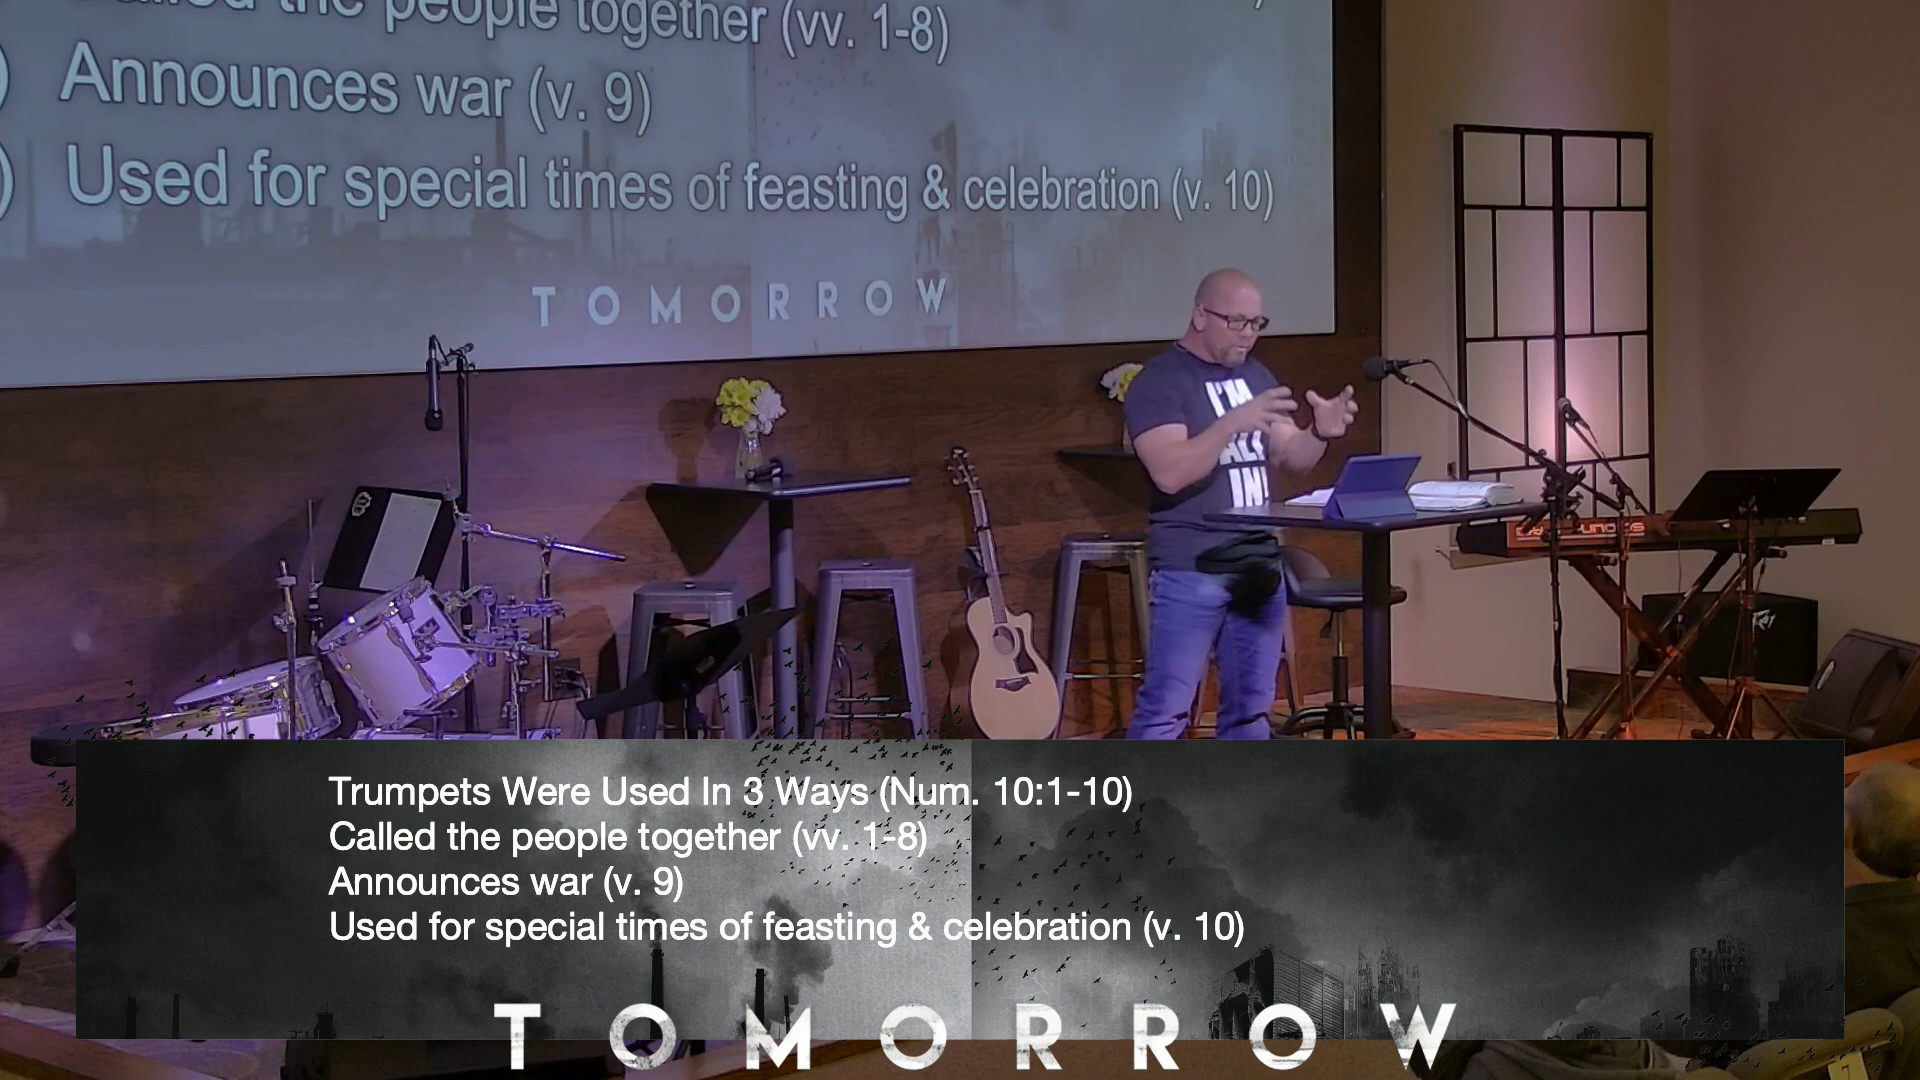 the people together (vv. 1-8)
Announces war (v. 9)
Used for special times of feasting & celebration (v. 10)
TOMORROW
I'M
ALL
IN!
Trumpets Were Used In 3 Ways (Num. 10:1-10)
Called the people together (vv. 1-8)
Announces war (v. 9)
Used for special times of feasting & celebration (v. 10)
TOMORROW